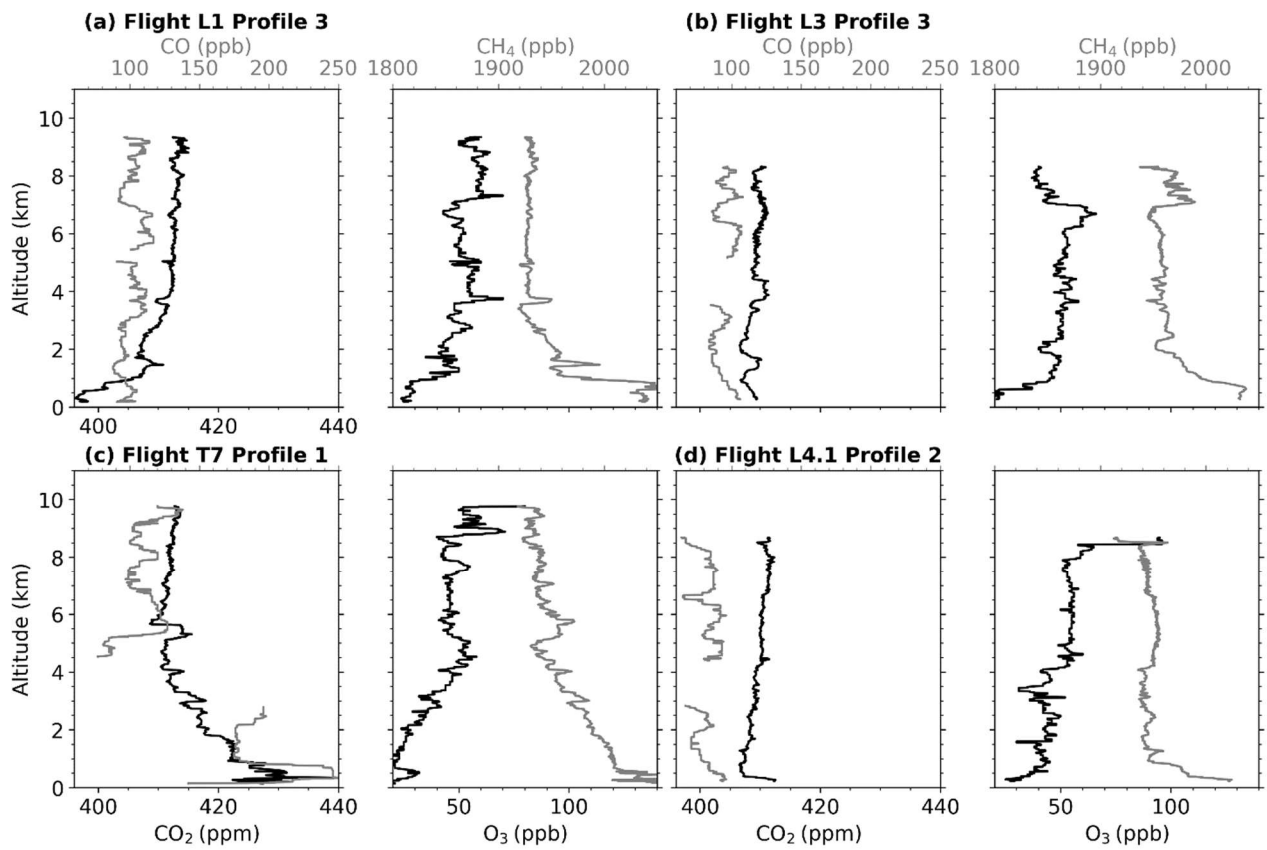 (a) Flight L1 Profile 3
(b) Flight L3 Profile 3
CO (ppb)
CH₄ (ppb)
CO (ppb)
CH₄ (ppb)
100 150 200 250
1800 1900 2000
100 150 200 250
1800 1900 2000
Altitude (km)
10
8
6
4
2
0
400 420 440
400 420 440
(c) Flight T7 Profile 1
(d) Flight L4.1 Profile 2
Altitude (km)
10
8
6
4
2
0
400 420 440
50 100
400 420 440
50 100
CO₂ (ppm)
O₃ (ppb)
CO₂ (ppm)
O₃ (ppb)